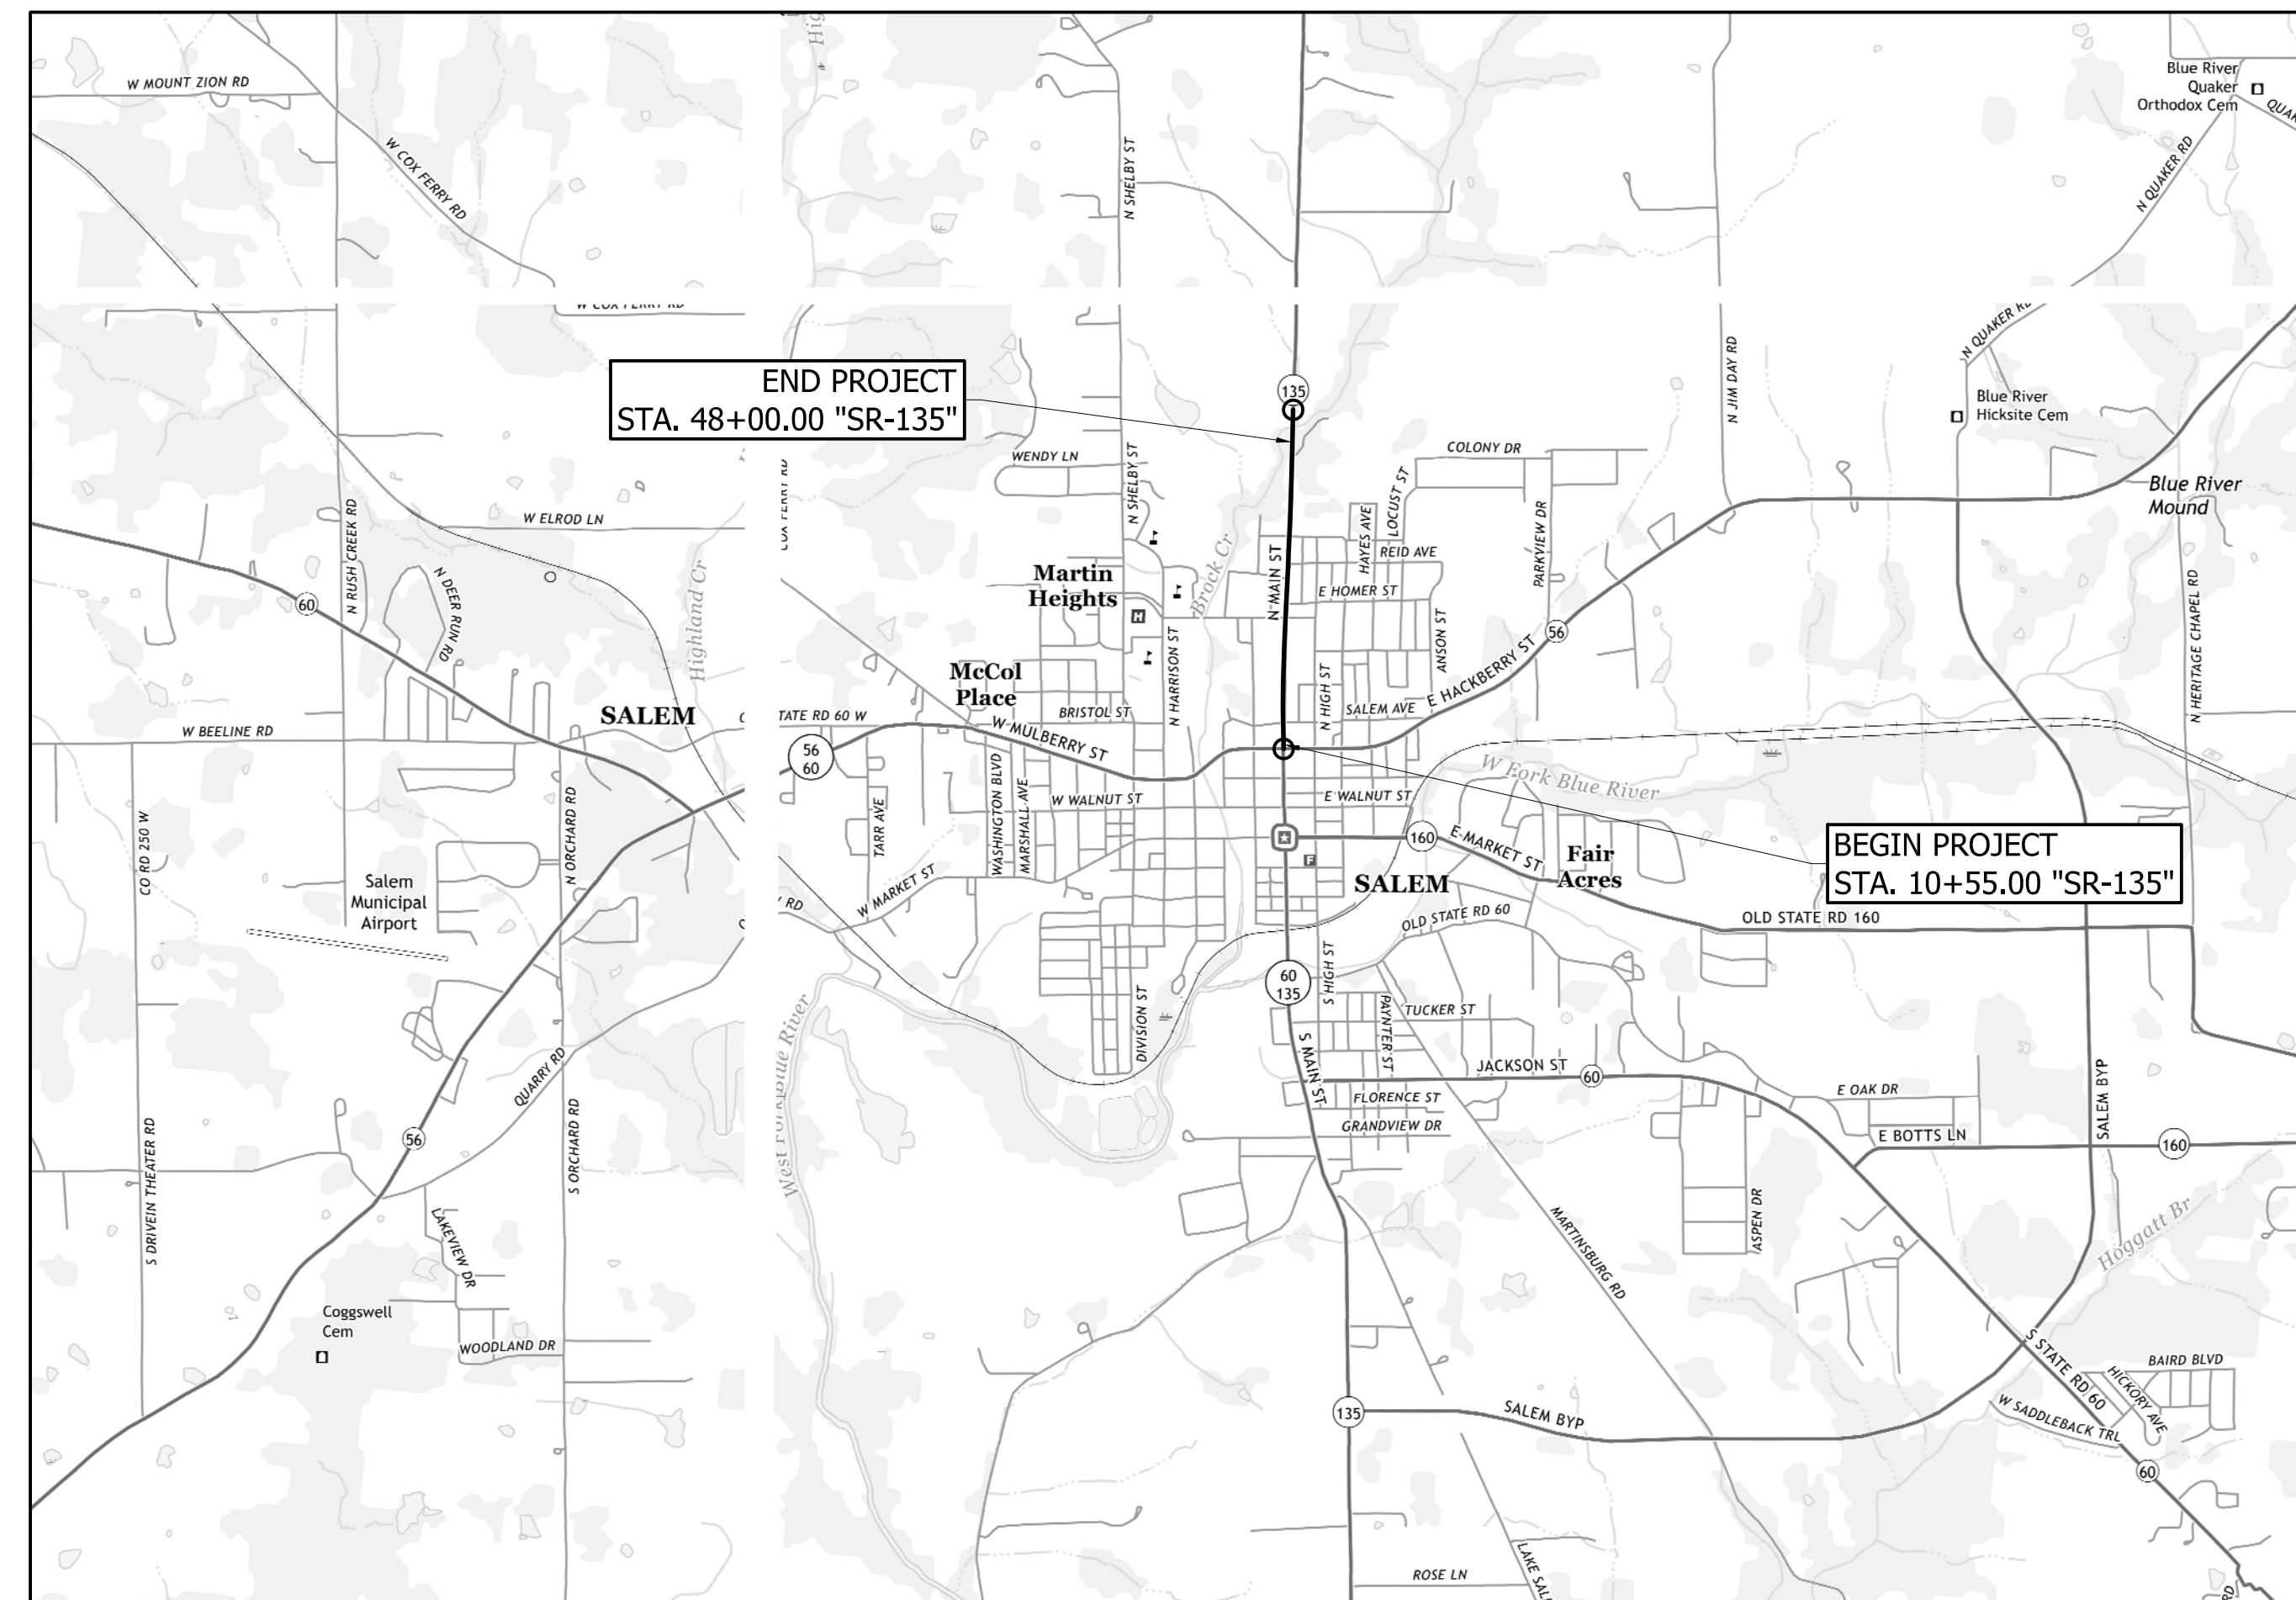 W MOUNT ZION RD
W COX FERRY RD
N SHELBY ST
Blue River
Quaker
Orthodox Cem
N QUAKER RD
END PROJECT
STA. 48+00.00 "SR-135"
135
N JIM DAY RD
N QUAKER RD
Blue River
Hicksite Cem
COLONY DR
WENDY LN
N SHELBY ST
LOCUST ST
Blue River
Mound
W ELROD LN
N RUSH CREEK RD
N DEER RUN RD
Highland Cr
Brock Cr
N MAIN ST
HAYES AVE
REID AVE
PARKVIEW DR
Martin
Heights
H
E HOMER ST
ANSON ST
N HERITAGE CHAPEL RD
60
56
N HARRISON ST
N HIGH ST
E HACKBERRY ST
McCol
Place
SALEM
BRISTOL ST
SALEM AVE
TATE RD 60 W
W MULBERRY ST
W BEELINE RD
56
60
W Fork Blue River
N ORCHARD RD
TARR AVE
WASHINGTON BLVD
MARSHALL AVE
W WALNUT ST
E WALNUT ST
CO RD 250 W
160
E MARKET ST
Fair
Acres
BEGIN PROJECT
STA. 10+55.00 "SR-135"
F
Salem
Municipal
Airport
W MARKET ST
RD
SALEM
OLD STATE RD 60
OLD STATE RD 160
60
135
S HIGH ST
DIVISION ST
West Fork Blue River
PAYNTER ST
TUCKER ST
S MAIN ST
JACKSON ST
60
QUARRY RD
FLORENCE ST
GRANDVIEW DR
E OAK DR
E BOTTS LN
SALEM BYP
160
56
S DRIVEIN THEATER RD
S ORCHARD RD
LAKEVIEW DR
MARTINSBURG RD
ASPEN DR
Hoggatt Br
Coggswell
Cem
WOODLAND DR
S STATE RD 60
BAIRD BLVD
HICKORY AVE
W SADDLEBACK TRL
135
SALEM BYP
60
ROSE LN